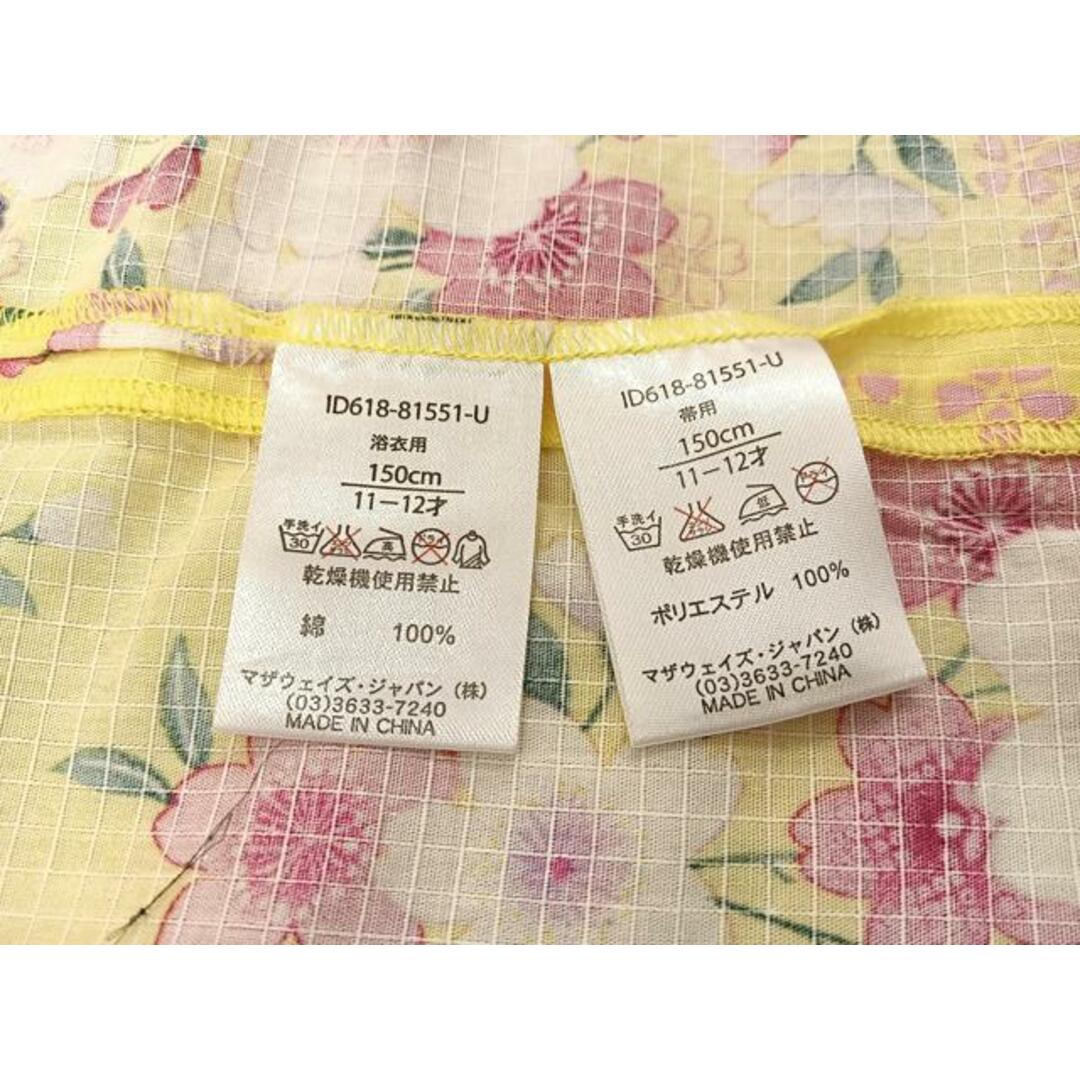 ID618-81551-U
浴衣用
150cm
11－12才
手洗イ
30
高
乾燥機使用禁止
綿 100%
マザウェイズ・ジャパン（株）
(03)3633-7240
MADE IN CHINA
ID618-81551-U
帯用
150cm
11－12才
手洗イ
30
低
乾燥機使用禁止
ポリエステル 100%
マザウェイズ・ジャパン（株）
(03)3633-7240
MADE IN CHINA